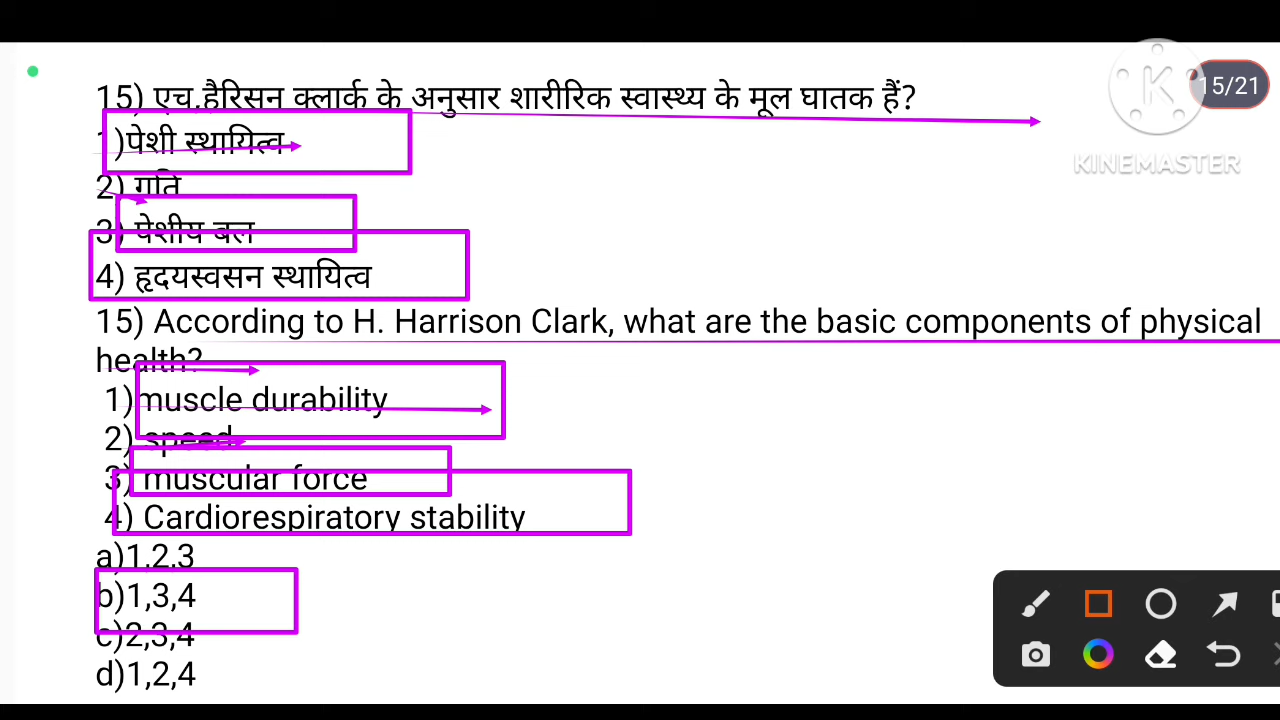 15) एच.हैरिसन क्लार्क के अनुसार शारीरिक स्वास्थ्य के मूल घातक हैं?
1)पेशी स्थायित्व
2) गति
3) पेशीय बल
4) हृदयस्वसन स्थायित्व
15) According to H. Harrison Clark, what are the basic components of physical
health?
1)muscle durability
2) speed
3) muscular force
4) Cardiorespiratory stability
a)1,2,3
b)1,3,4
c)2,3,4
d)1,2,4
15/21
K
KINEMASTER